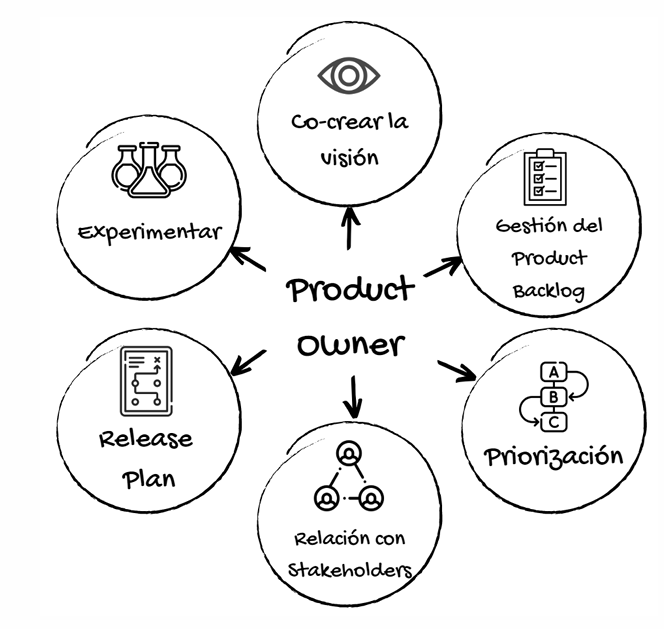 Co-crear la
visión
Experimentar
Gestión del
Product
Backlog
Product
Owner
Release
Plan
A
B
C
Priorización
Relación con
Stakeholders